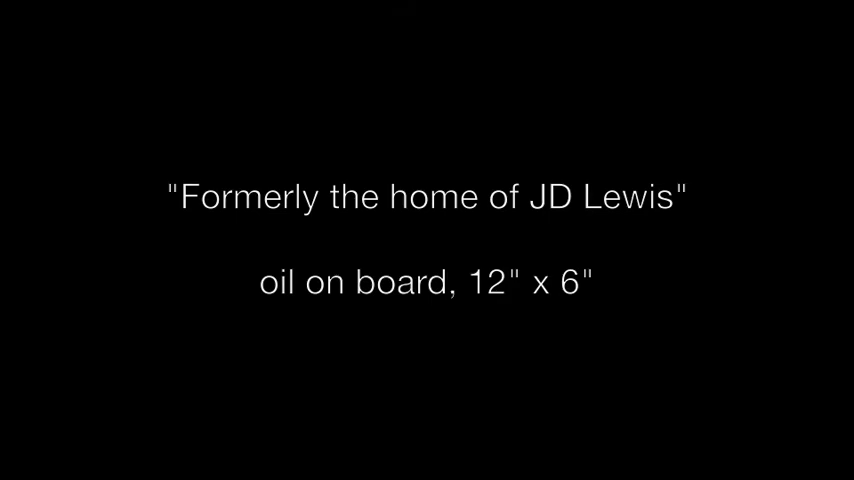 "Formerly the home of JD Lewis"
oil on board, 12" x 6"